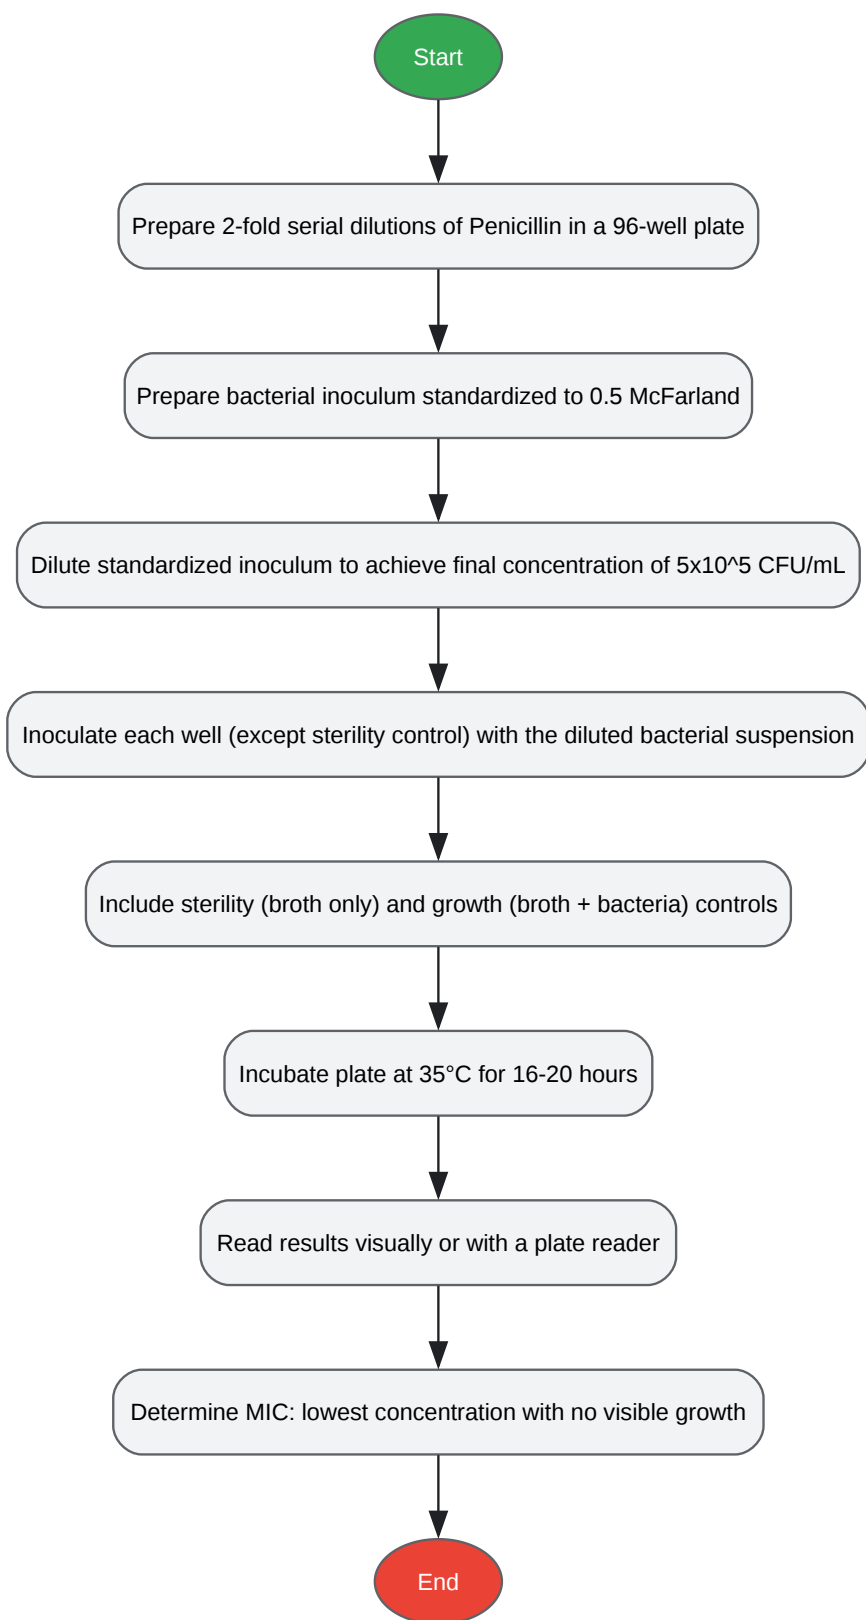 Start
Prepare 2-fold serial dilutions of Penicillin in a 96-well plate
Prepare bacterial inoculum standardized to 0.5 McFarland
Dilute standardized inoculum to achieve final concentration of 5x10^5 CFU/mL
Inoculate each well (except sterility control) with the diluted bacterial suspension
Include sterility (broth only) and growth (broth + bacteria) controls
Incubate plate at 35°C for 16-20 hours
Read results visually or with a plate reader
Determine MIC: lowest concentration with no visible growth
End